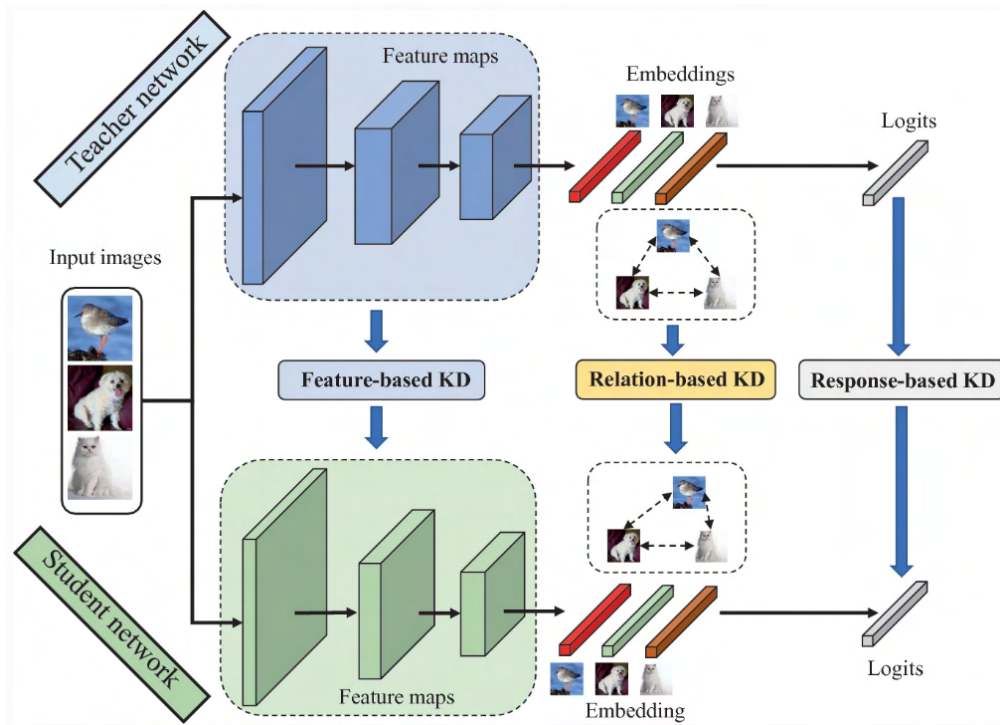 Teacher network
Feature maps
Embeddings
Logits
Input images
Feature-based KD
Relation-based KD
Response-based KD
Student network
Feature maps
Embedding
Logits